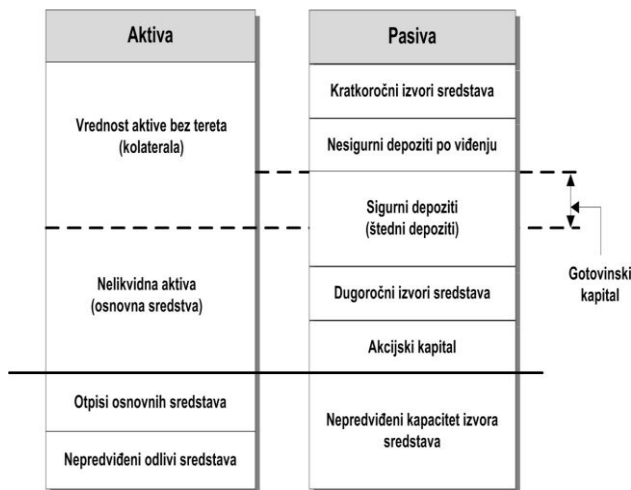 Aktiva
Vrednost aktive bez tereta
(kolaterala)
Nelikvidna aktiva
(osnovna sredstva)
Otpisi osnovnih sredstava
Nepredviđeni odlivi sredstava
Pasiva
Kratkoročni izvori sredstava
Nesigurni depoziti po viđenju
Sigurni depoziti
(štedni depoziti)
Dugoročni izvori sredstava
Akcijski kapital
Nepredviđeni kapacitet izvora
sredstava
Gotovinski
kapital